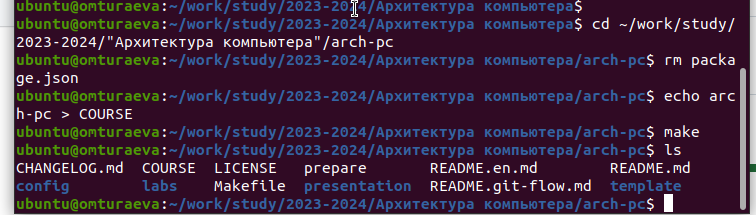 ubuntu@omturaeva:~/work/study/2023-2024/Архитектура компьютера$
ubuntu@omturaeva:~/work/study/2023-2024/Архитектура компьютера$ cd ~/work/study/
2023-2024/"Архитектура компьютера"/arch-pc
ubuntu@omturaeva:~/work/study/2023-2024/Архитектура компьютера/arch-pc$ rm packa
ge.json
ubuntu@omturaeva:~/work/study/2023-2024/Архитектура компьютера/arch-pc$ echo arc
h-pc > COURSE
ubuntu@omturaeva:~/work/study/2023-2024/Архитектура компьютера/arch-pc$ make
ubuntu@omturaeva:~/work/study/2023-2024/Архитектура компьютера/arch-pc$ ls
CHANGELOG.md COURSE LICENSE prepare README.en.md README.md
config labs Makefile presentation README.git-flow.md template
ubuntu@omturaeva:~/work/study/2023-2024/Архитектура компьютера/arch-pc$